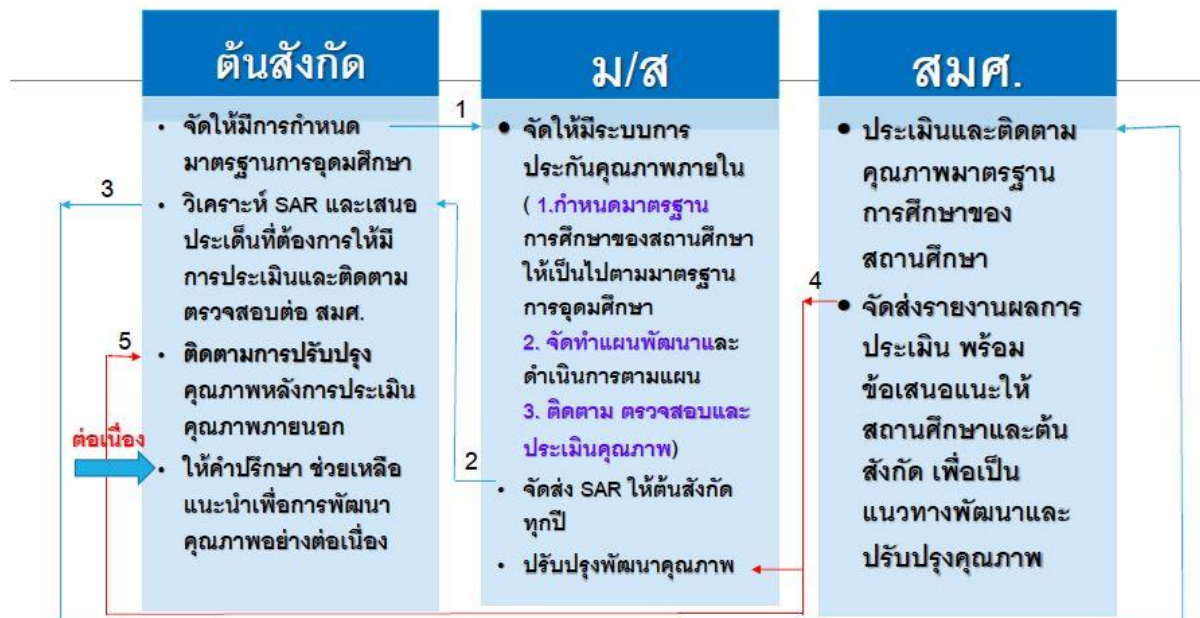 ต้นสังกัด
• จัดให้มีการกำหนด
มาตรฐานการอุดมศึกษา
• วิเคราะห์ SAR และเสนอ
ประเด็นที่ต้องการให้มี
การประเมินและติดตาม
ตรวจสอบต่อ สมศ.
• ติดตามการปรับปรุง
คุณภาพหลังการประเมิน
คุณภาพภายนอก
• ให้คำปรึกษา ช่วยเหลือ
แนะนำเพื่อการพัฒนา
คุณภาพอย่างต่อเนื่อง
3
5
ต่อเนื่อง
1
2
ม/ส
• จัดให้มีระบบการ
ประกันคุณภาพภายใน
( 1.กำหนดมาตรฐาน
การศึกษาของสถานศึกษา
ให้เป็นไปตามมาตรฐาน
การอุดมศึกษา
2. จัดทำแผนพัฒนาและ
ดำเนินการตามแผน
3. ติดตาม ตรวจสอบและ
ประเมินคุณภาพ)
• จัดส่ง SAR ให้ต้นสังกัด
ทุกปี
• ปรับปรุงพัฒนาคุณภาพ
4
สมศ.
• ประเมินและติดตาม
คุณภาพมาตรฐาน
การศึกษาของ
สถานศึกษา
• จัดส่งรายงานผลการ
ประเมิน พร้อม
ข้อเสนอแนะให้
สถานศึกษาและต้น
สังกัด เพื่อเป็น
แนวทางพัฒนาและ
ปรับปรุงคุณภาพ